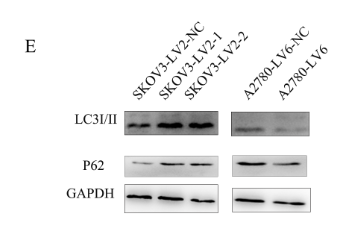 E
SKOV3-LV2-NC
SKOV3-LV2-1
SKOV3-LV2-2
A2780-LV6-NC
A2780-LV6
LC3I/II
P62
GAPDH